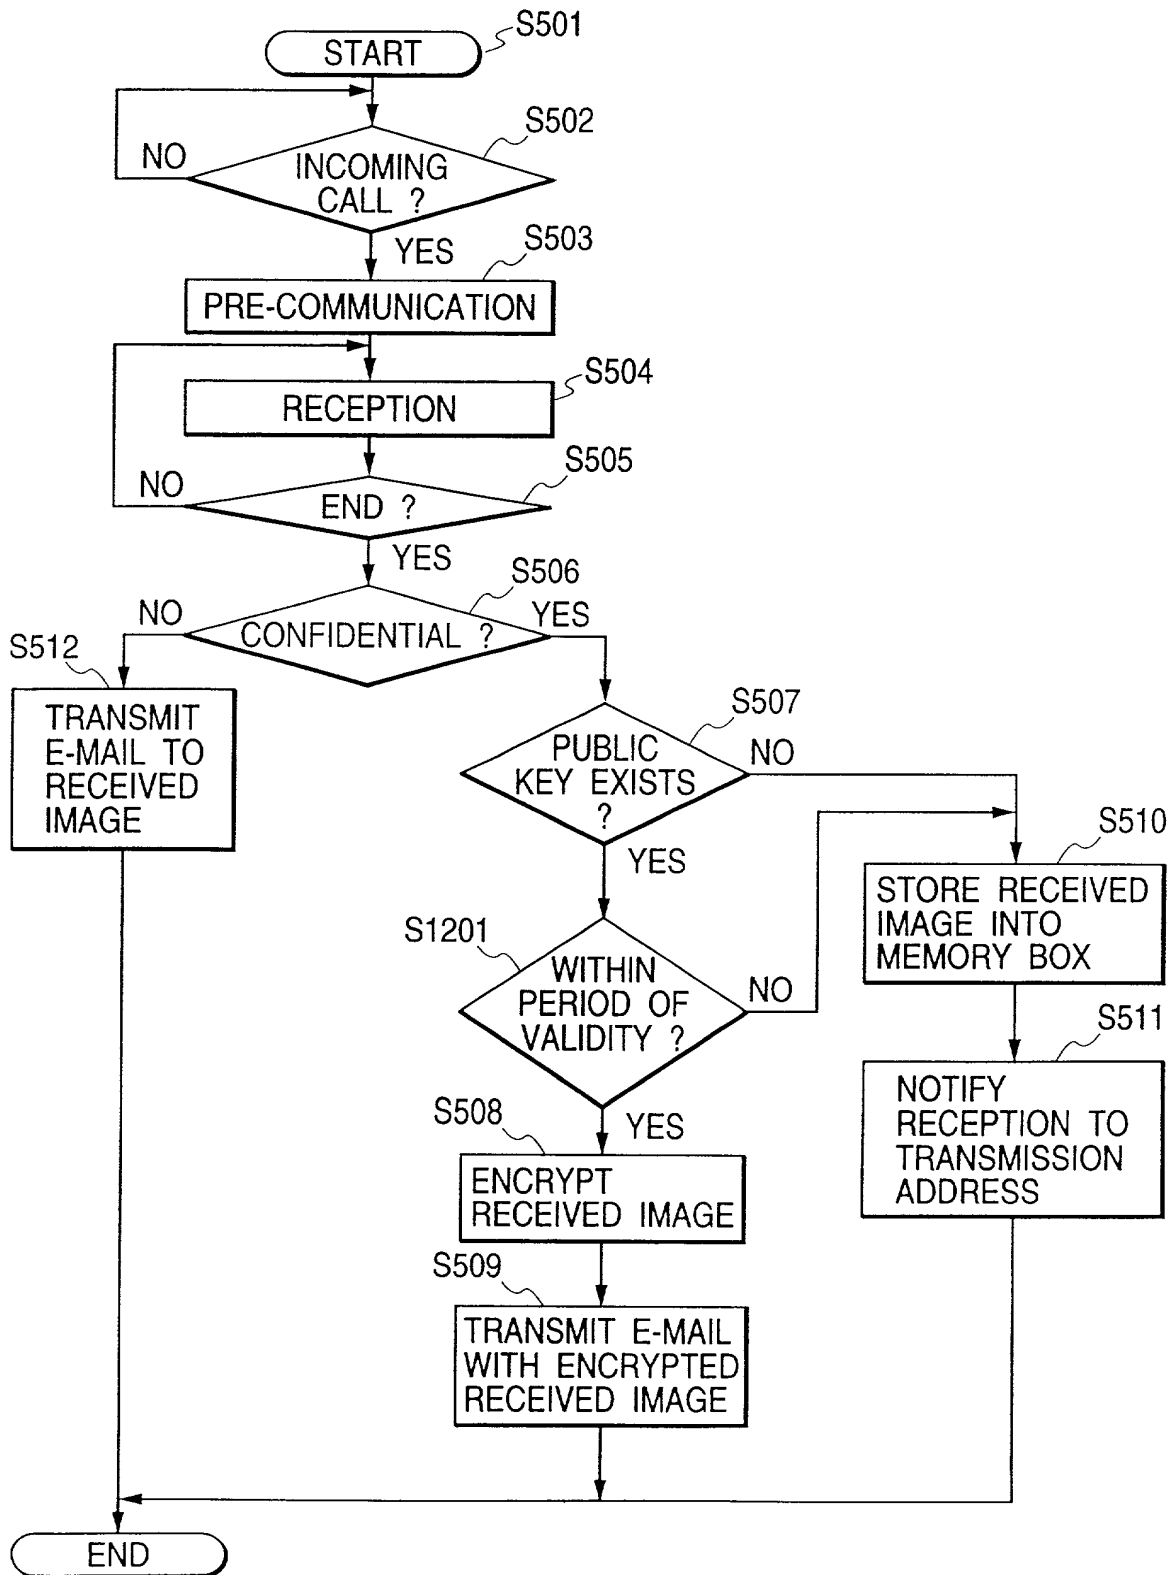 S501
START
S502
NO
INCOMING
CALL ?
YES
S503
PRE-COMMUNICATION
S504
RECEPTION
S505
NO
END ?
YES
S506
NO
YES
CONFIDENTIAL ?
S512
TRANSMIT
E-MAIL TO
RECEIVED
IMAGE
S507
PUBLIC
KEY EXISTS
?
NO
YES
S510
STORE RECEIVED
IMAGE INTO
MEMORY BOX
S1201
WITHIN
PERIOD OF
VALIDITY ?
NO
YES
S511
NOTIFY
RECEPTION TO
TRANSMISSION
ADDRESS
S508
ENCRYPT
RECEIVED IMAGE
S509
TRANSMIT E-MAIL
WITH ENCRYPTED
RECEIVED IMAGE
END